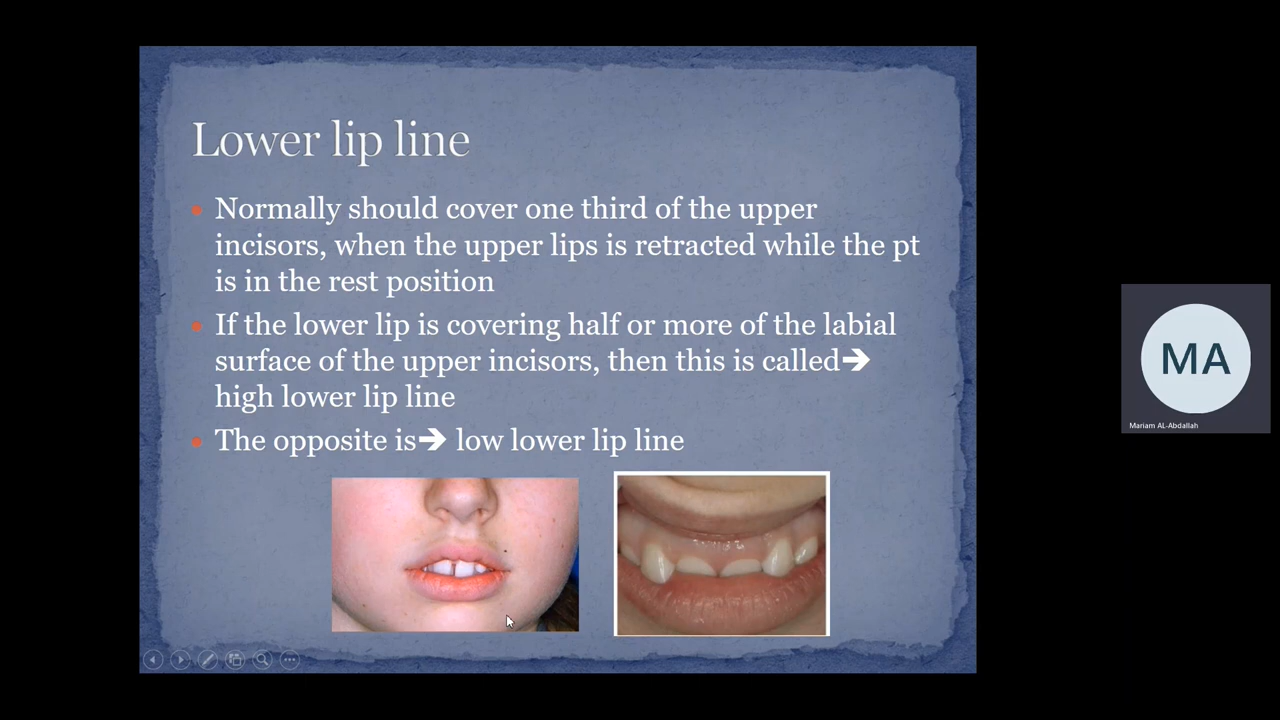 Lower lip line
Normally should cover one third of the upper
incisors, when the upper lips is retracted while the pt
is in the rest position
If the lower lip is covering half or more of the labial
surface of the upper incisors, then this is called➔
high lower lip line
The opposite is➔ low lower lip line
MA
Mariam AL-Abdallah